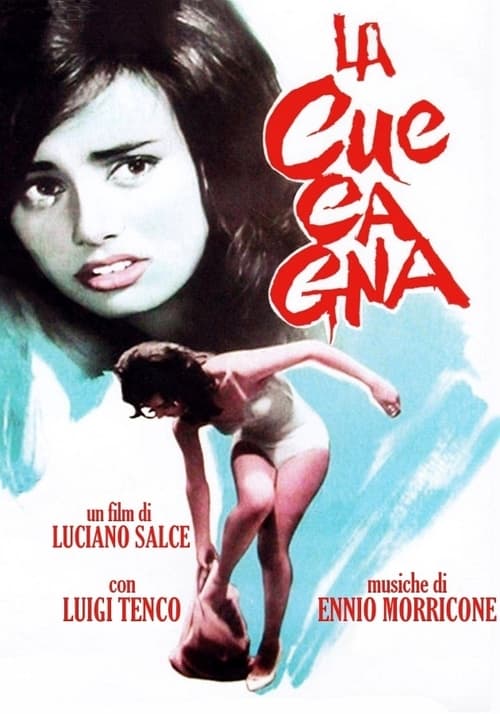 LA
CUC
CA
GNA
un film di
LUCIANO SALCE
con
LUIGI TENCO
musiche di
ENNIO MORRICONE